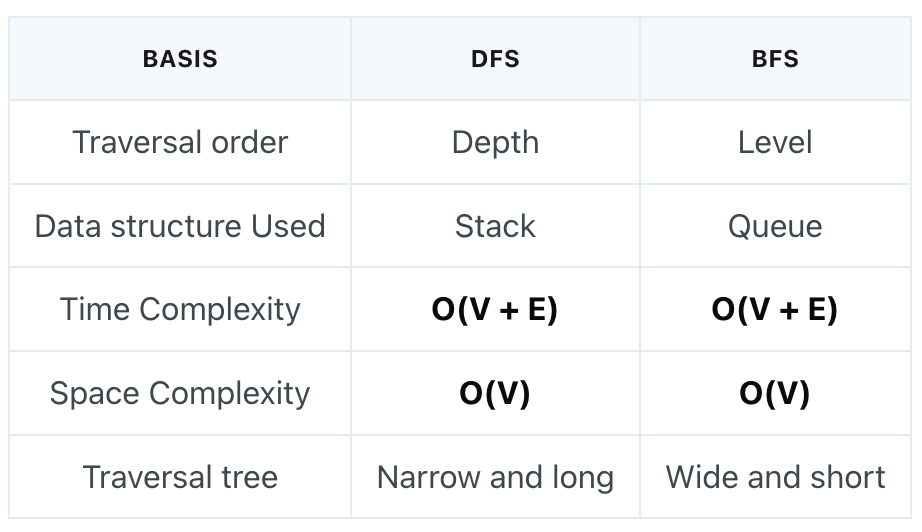 BASIS DFS BFS
Traversal order Depth Level
Data structure Used Stack Queue
Time Complexity O(V + E) O(V + E)
Space Complexity O(V) O(V)
Traversal tree Narrow and long Wide and short